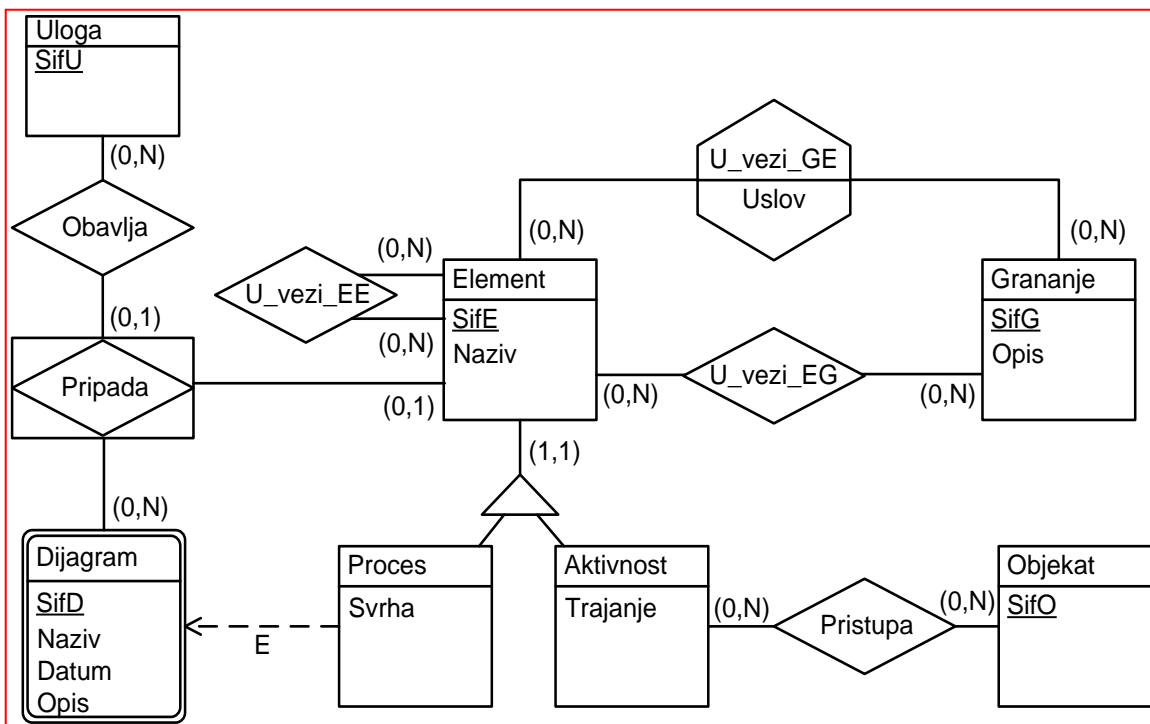 Uloga
SifU
(0,N)
Obavlja
(0,1)
Pripada
(0,1)
(0,N)
U_vezi_EE
(0,N)
(0,N)
U_vezi_GE
Uslov
(0,N)
(0,N)
Element
SifE
Naziv
Grananje
SifG
Opis
U_vezi_EG
(0,N)
(0,N)
(1,1)
Dijagram
SifD
Naziv
Datum
Opis
E
Proces
Svrha
Aktivnost
Trajanje
(0,N)
Pristupa
(0,N)
Objekat
SifO